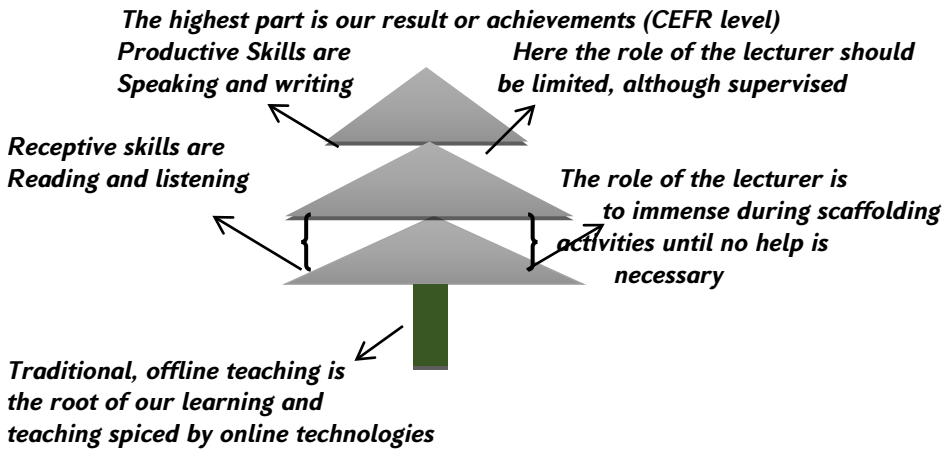 The highest part is our result or achievements (CEFR level)
Productive Skills are
Speaking and writing
Here the role of the lecturer should
be limited, although supervised
Receptive skills are
Reading and listening
The role of the lecturer is
to immense during scaffolding
activities until no help is
necessary
Traditional, offline teaching is
the root of our learning and
teaching spiced by online technologies